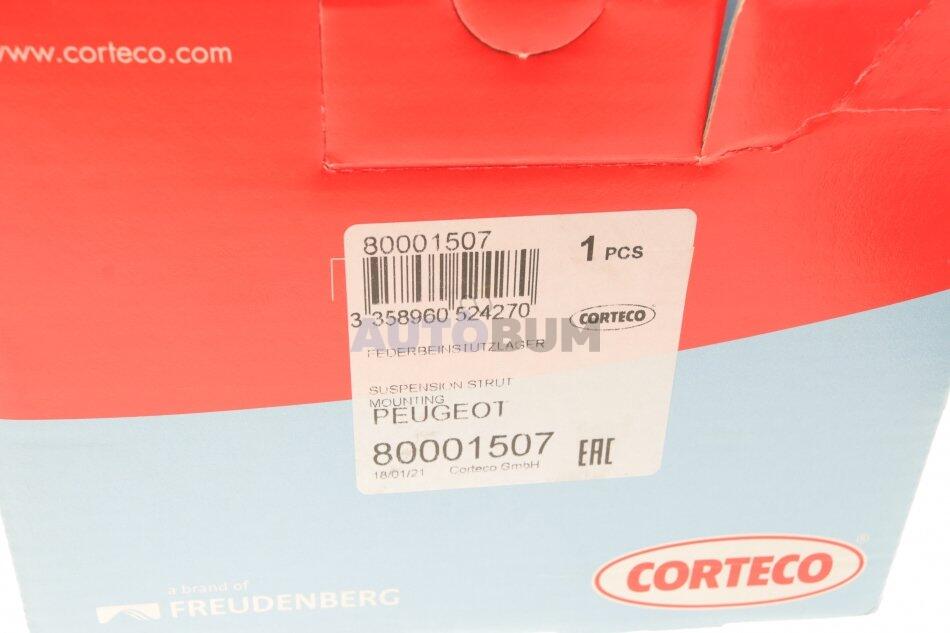 www.corteco.com
80001507
1 PCS
3 358960 524270
CORTECO
AUTOBUM
FEDERBEINSTÜTZLAGER
SUSPENSION STRUT
MOUNTING
PEUGEOT
80001507
EAC
18/01/21 Corteco GmbH
CORTECO®
a brand of
FREUDENBERG